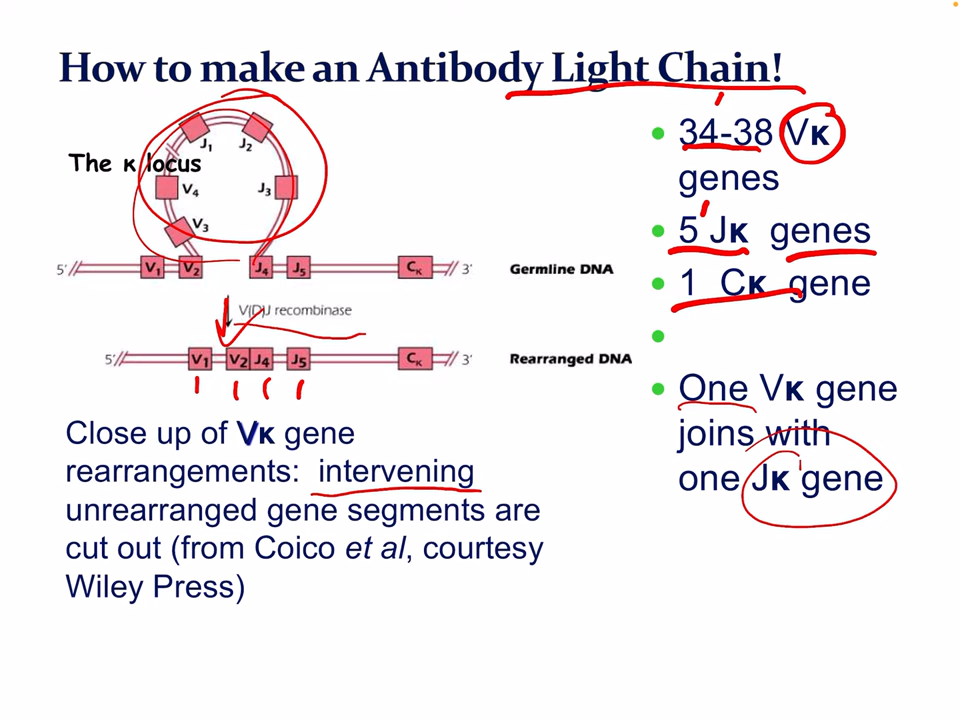 How to make an Antibody Light Chain!
The κ locus
J1
J2
V4
J3
V3
5'
V1
V2
J4
J5
Cκ
3'
Germline DNA
V(D)J recombinase
5'
V1
V2
J4
J5
Cκ
3'
Rearranged DNA
Close up of Vκ gene
rearrangements: intervening
unrearranged gene segments are
cut out (from Coico et al, courtesy
Wiley Press)
• 34-38 Vκ
genes
• 5 Jκ genes
• 1 Cκ gene
•
• One Vκ gene
joins with
one Jκ gene